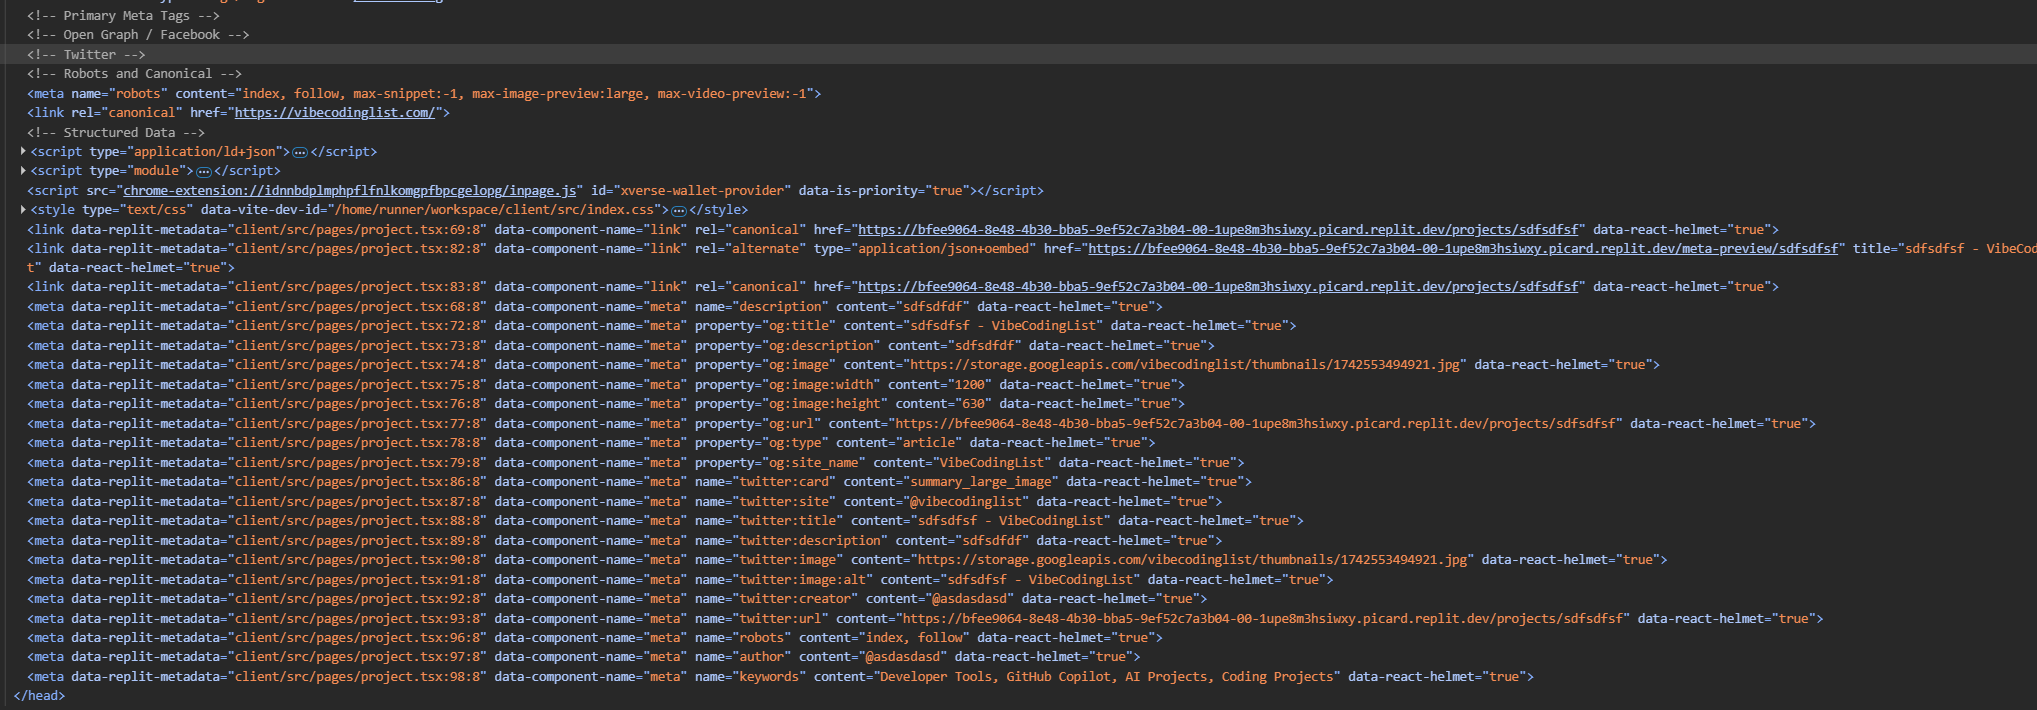 <!-- Primary Meta Tags -->
<!-- Open Graph / Facebook -->
<!-- Twitter -->
<!-- Robots and Canonical -->
<meta name="robots" content="index, follow, max-snippet:-1, max-image-preview:large, max-video-preview:-1">
<link rel="canonical" href="https://vibecodinglist.com/">
<!-- Structured Data -->
<script type="application/ld+json">…</script>
<script type="module">…</script>
<script src="chrome-extension://idnnbdplmphpflfnlkomgpfbpcgelopg/inpage.js" id="xverse-wallet-provider" data-is-priority="true"></script>
<style type="text/css" data-vite-dev-id="/home/runner/workspace/client/src/index.css">…</style>
<link data-replit-metadata="client/src/pages/project.tsx:69:8" data-component-name="link" rel="canonical" href="https://bfee9064-8e48-4b30-bba5-9ef52c7a3b04-00-1upe8m3hsiwxy.picard.replit.dev/projects/sdfsdfsf" data-react-helmet="true">
<link data-replit-metadata="client/src/pages/project.tsx:82:8" data-component-name="link" rel="alternate" type="application/json+oembed" href="https://bfee9064-8e48-4b30-bba5-9ef52c7a3b04-00-1upe8m3hsiwxy.picard.replit.dev/meta-preview/sdfsdfsf" title="sdfsdfsf - VibeCod
t" data-react-helmet="true">
<link data-replit-metadata="client/src/pages/project.tsx:83:8" data-component-name="link" rel="canonical" href="https://bfee9064-8e48-4b30-bba5-9ef52c7a3b04-00-1upe8m3hsiwxy.picard.replit.dev/projects/sdfsdfsf" data-react-helmet="true">
<meta data-replit-metadata="client/src/pages/project.tsx:68:8" data-component-name="meta" name="description" content="sdfsdfdf" data-react-helmet="true">
<meta data-replit-metadata="client/src/pages/project.tsx:72:8" data-component-name="meta" property="og:title" content="sdfsdfsf - VibeCodingList" data-react-helmet="true">
<meta data-replit-metadata="client/src/pages/project.tsx:73:8" data-component-name="meta" property="og:description" content="sdfsdfdf" data-react-helmet="true">
<meta data-replit-metadata="client/src/pages/project.tsx:74:8" data-component-name="meta" property="og:image" content="https://storage.googleapis.com/vibecodinglist/thumbnails/1742553494921.jpg" data-react-helmet="true">
<meta data-replit-metadata="client/src/pages/project.tsx:75:8" data-component-name="meta" property="og:image:width" content="1200" data-react-helmet="true">
<meta data-replit-metadata="client/src/pages/project.tsx:76:8" data-component-name="meta" property="og:image:height" content="630" data-react-helmet="true">
<meta data-replit-metadata="client/src/pages/project.tsx:77:8" data-component-name="meta" property="og:url" content="https://bfee9064-8e48-4b30-bba5-9ef52c7a3b04-00-1upe8m3hsiwxy.picard.replit.dev/projects/sdfsdfsf" data-react-helmet="true">
<meta data-replit-metadata="client/src/pages/project.tsx:78:8" data-component-name="meta" property="og:type" content="article" data-react-helmet="true">
<meta data-replit-metadata="client/src/pages/project.tsx:79:8" data-component-name="meta" property="og:site_name" content="VibeCodingList" data-react-helmet="true">
<meta data-replit-metadata="client/src/pages/project.tsx:86:8" data-component-name="meta" name="twitter:card" content="summary_large_image" data-react-helmet="true">
<meta data-replit-metadata="client/src/pages/project.tsx:87:8" data-component-name="meta" name="twitter:site" content="@vibecodinglist" data-react-helmet="true">
<meta data-replit-metadata="client/src/pages/project.tsx:88:8" data-component-name="meta" name="twitter:title" content="sdfsdfsf - VibeCodingList" data-react-helmet="true">
<meta data-replit-metadata="client/src/pages/project.tsx:89:8" data-component-name="meta" name="twitter:description" content="sdfsdfdf" data-react-helmet="true">
<meta data-replit-metadata="client/src/pages/project.tsx:90:8" data-component-name="meta" name="twitter:image" content="https://storage.googleapis.com/vibecodinglist/thumbnails/1742553494921.jpg" data-react-helmet="true">
<meta data-replit-metadata="client/src/pages/project.tsx:91:8" data-component-name="meta" name="twitter:image:alt" content="sdfsdfsf - VibeCodingList" data-react-helmet="true">
<meta data-replit-metadata="client/src/pages/project.tsx:92:8" data-component-name="meta" name="twitter:creator" content="@asdasdasd" data-react-helmet="true">
<meta data-replit-metadata="client/src/pages/project.tsx:93:8" data-component-name="meta" name="twitter:url" content="https://bfee9064-8e48-4b30-bba5-9ef52c7a3b04-00-1upe8m3hsiwxy.picard.replit.dev/projects/sdfsdfsf" data-react-helmet="true">
<meta data-replit-metadata="client/src/pages/project.tsx:96:8" data-component-name="meta" name="robots" content="index, follow" data-react-helmet="true">
<meta data-replit-metadata="client/src/pages/project.tsx:97:8" data-component-name="meta" name="author" content="@asdasdasd" data-react-helmet="true">
<meta data-replit-metadata="client/src/pages/project.tsx:98:8" data-component-name="meta" name="keywords" content="Developer Tools, GitHub Copilot, AI Projects, Coding Projects" data-react-helmet="true">
</head>